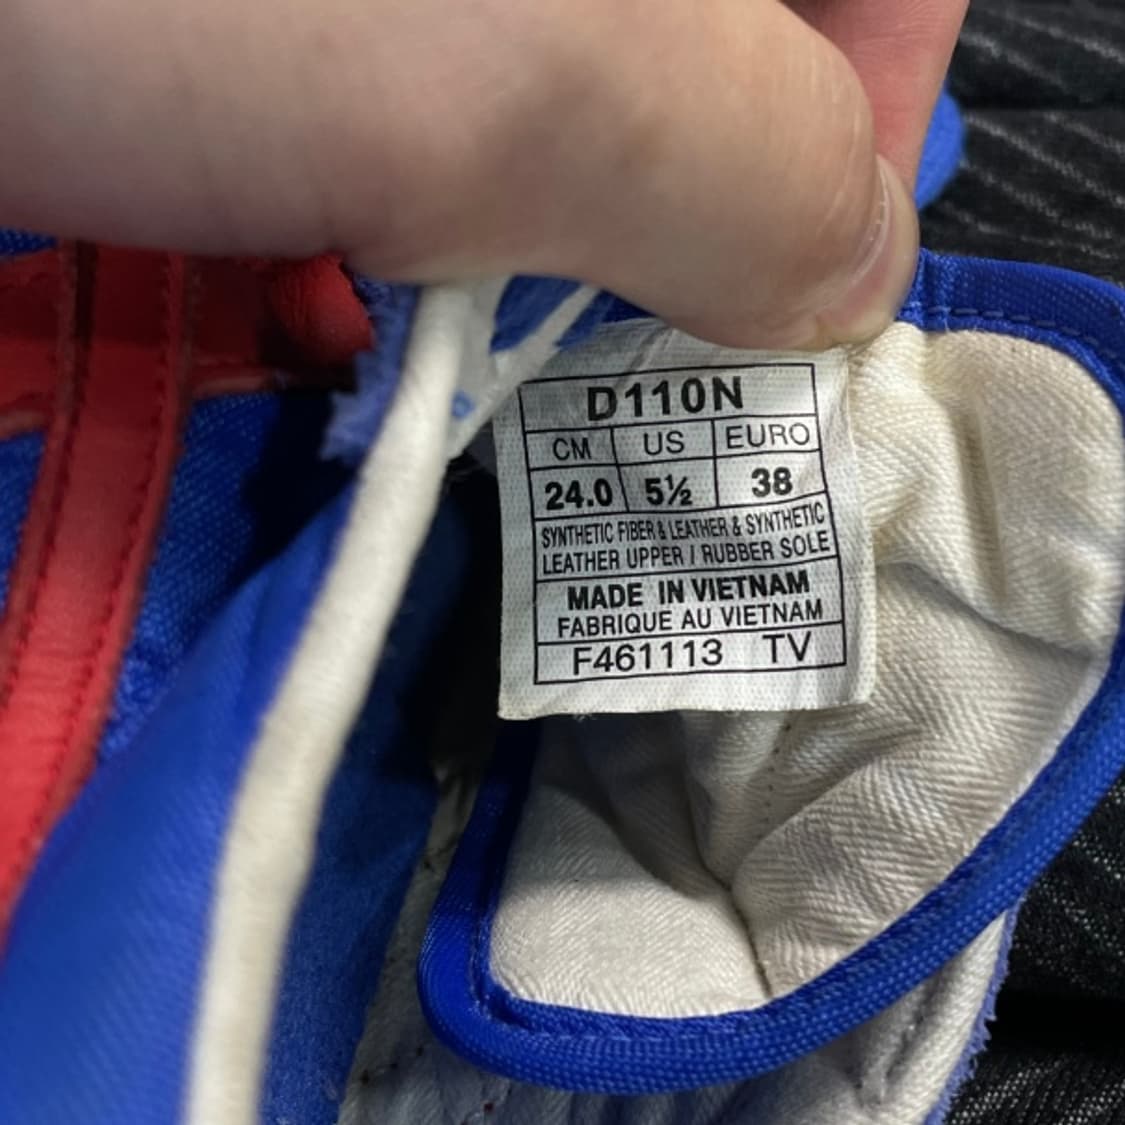 D110N
CM US EURO
24.0 5½ 38
SYNTHETIC FIBER & LEATHER & SYNTHETIC
LEATHER UPPER / RUBBER SOLE
MADE IN VIETNAM
FABRIQUE AU VIETNAM
F461113 TV